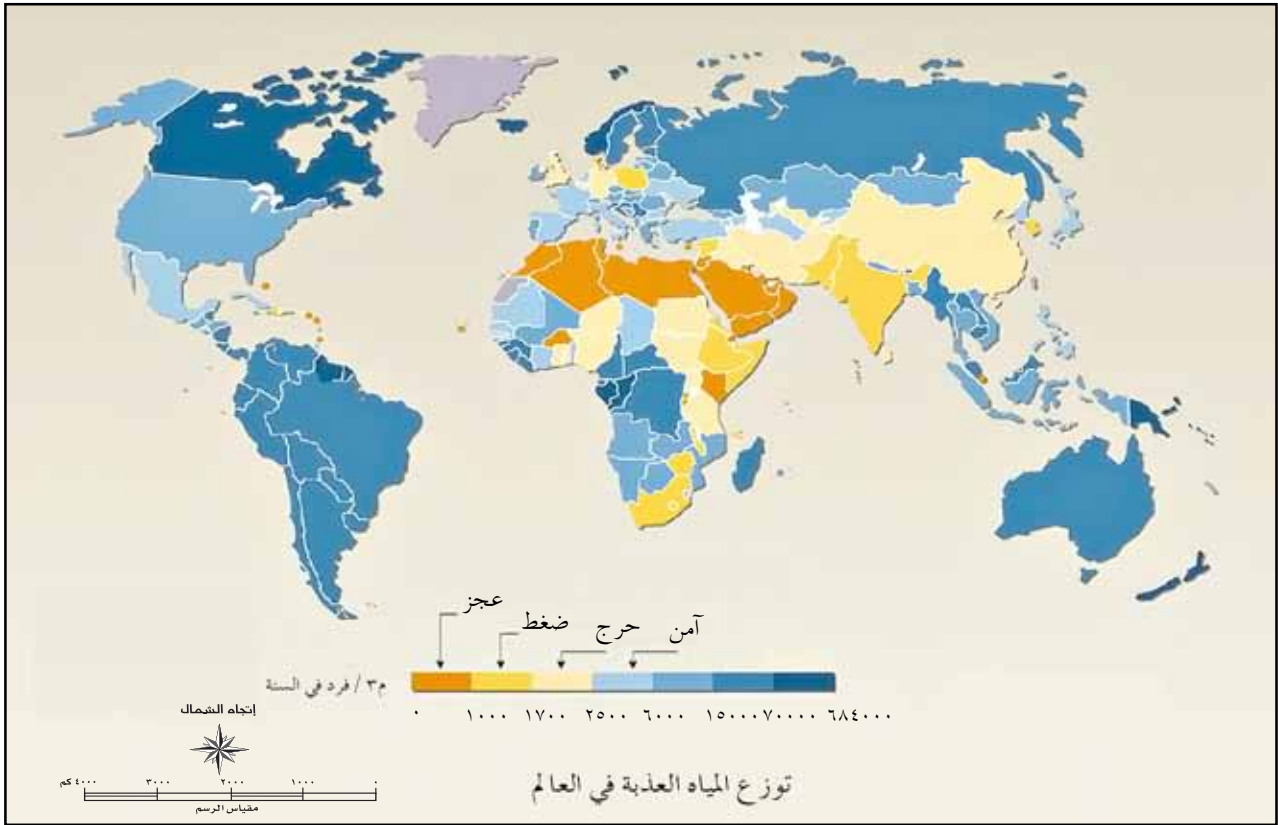 عجز
ضغط
حرج
آمن
م٣ / فرد في السنة
٠ ١٠٠٠ ١٧٠٠ ٢٥٠٠ ٦٠٠٠ ١٥٠٠٠ ٧٠٠٠٠ ٦٨٤٠٠٠
إتجاه الشمال
٤٠٠٠ كم ٣٠٠٠ ٢٠٠٠ ١٠٠٠ ٠
مقياس الرسم
توزع المياه العذبة في العالم